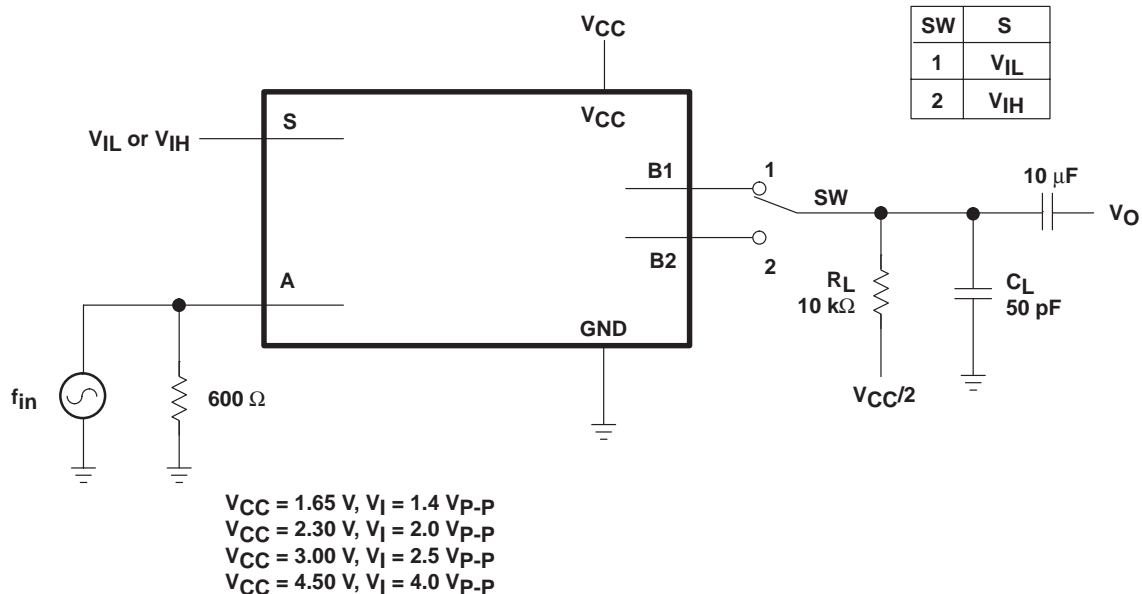 VCC
SW S
1 VIL
2 VIH
VCC
S
VIL or VIH
B1
1
SW
10 μF
VO
B2
2
A
RL
10 kΩ
CL
50 pF
GND
VCC/2
fin
600 Ω
VCC = 1.65 V, VI = 1.4 VP-P
VCC = 2.30 V, VI = 2.0 VP-P
VCC = 3.00 V, VI = 2.5 VP-P
VCC = 4.50 V, VI = 4.0 VP-P